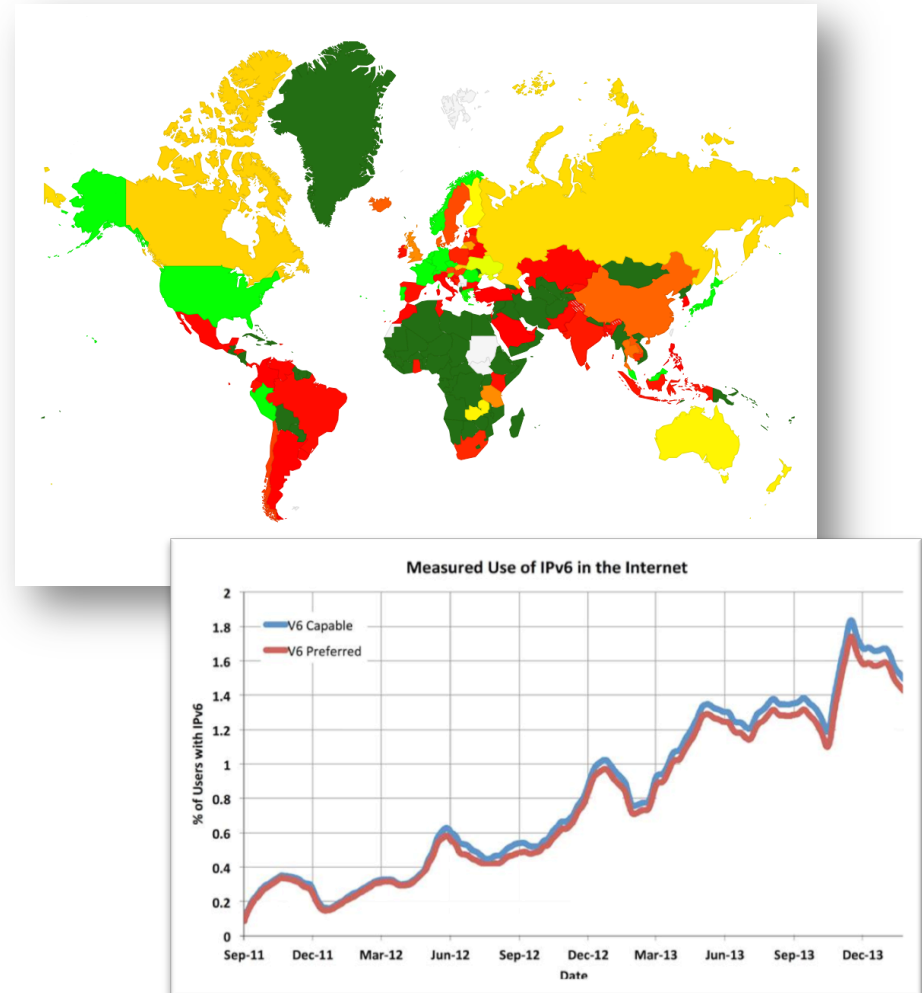 Measured Use of IPv6 in the Internet
2
1.8
1.6
1.4
1.2
1
0.8
0.6
0.4
0.2
0
% of Users with IPv6
V6 Capable
V6 Preferred
Sep-11 Dec-11 Mar-12 Jun-12 Sep-12 Dec-12 Mar-13 Jun-13 Sep-13 Dec-13
Date